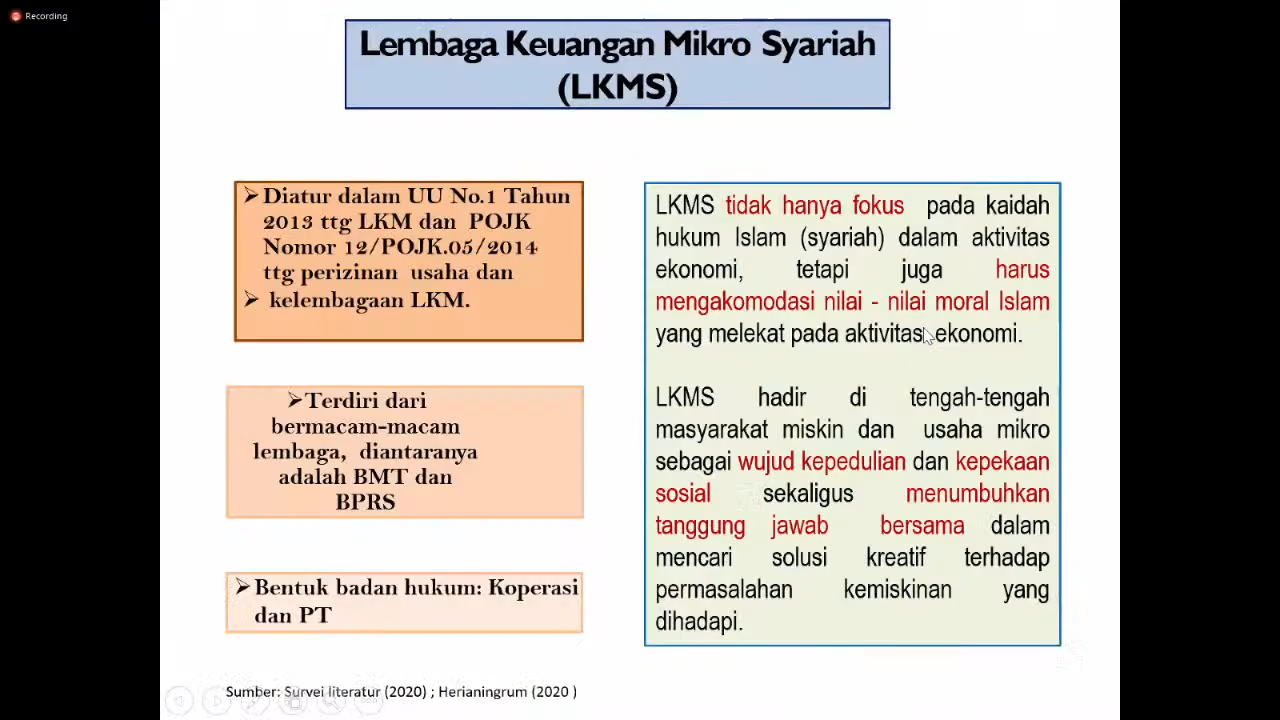 Recording
Lembaga Keuangan Mikro Syariah
(LKMS)
➢Diatur dalam UU No.1 Tahun
2013 ttg LKM dan POJK
Nomor 12/POJK.05/2014
ttg perizinan usaha dan
➢ kelembagaan LKM.
➢Terdiri dari
bermacam-macam
lembaga, diantaranya
adalah BMT dan
BPRS
➢Bentuk badan hukum: Koperasi
dan PT
LKMS tidak hanya fokus pada kaidah
hukum Islam (syariah) dalam aktivitas
ekonomi, tetapi juga harus
mengakomodasi nilai - nilai moral Islam
yang melekat pada aktivitas ekonomi.
LKMS hadir di tengah-tengah
masyarakat miskin dan usaha mikro
sebagai wujud kepedulian dan kepekaan
sosial sekaligus menumbuhkan
tanggung jawab bersama dalam
mencari solusi kreatif terhadap
permasalahan kemiskinan yang
dihadapi.
Sumber: Survei literatur (2020) ; Herianingrum (2020 )